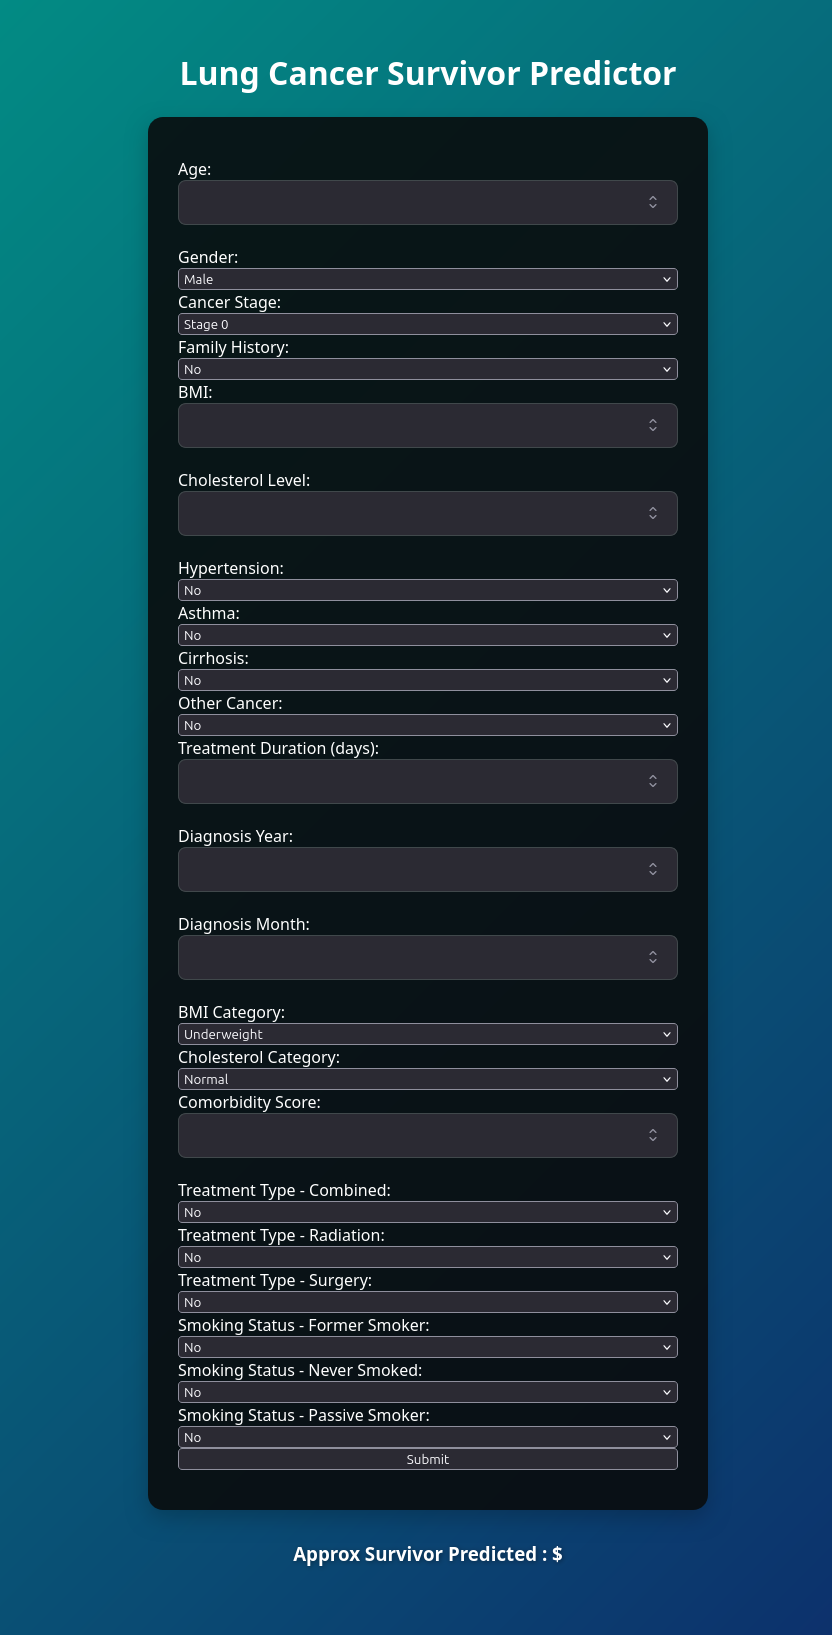 Lung Cancer Survivor Predictor
Age:
Gender:
Male
Cancer Stage:
Stage 0
Family History:
No
BMI:
Cholesterol Level:
Hypertension:
No
Asthma:
No
Cirrhosis:
No
Other Cancer:
No
Treatment Duration (days):
Diagnosis Year:
Diagnosis Month:
BMI Category:
Underweight
Cholesterol Category:
Normal
Comorbidity Score:
Treatment Type - Combined:
No
Treatment Type - Radiation:
No
Treatment Type - Surgery:
No
Smoking Status - Former Smoker:
No
Smoking Status - Never Smoked:
No
Smoking Status - Passive Smoker:
No
Submit
Approx Survivor Predicted : $